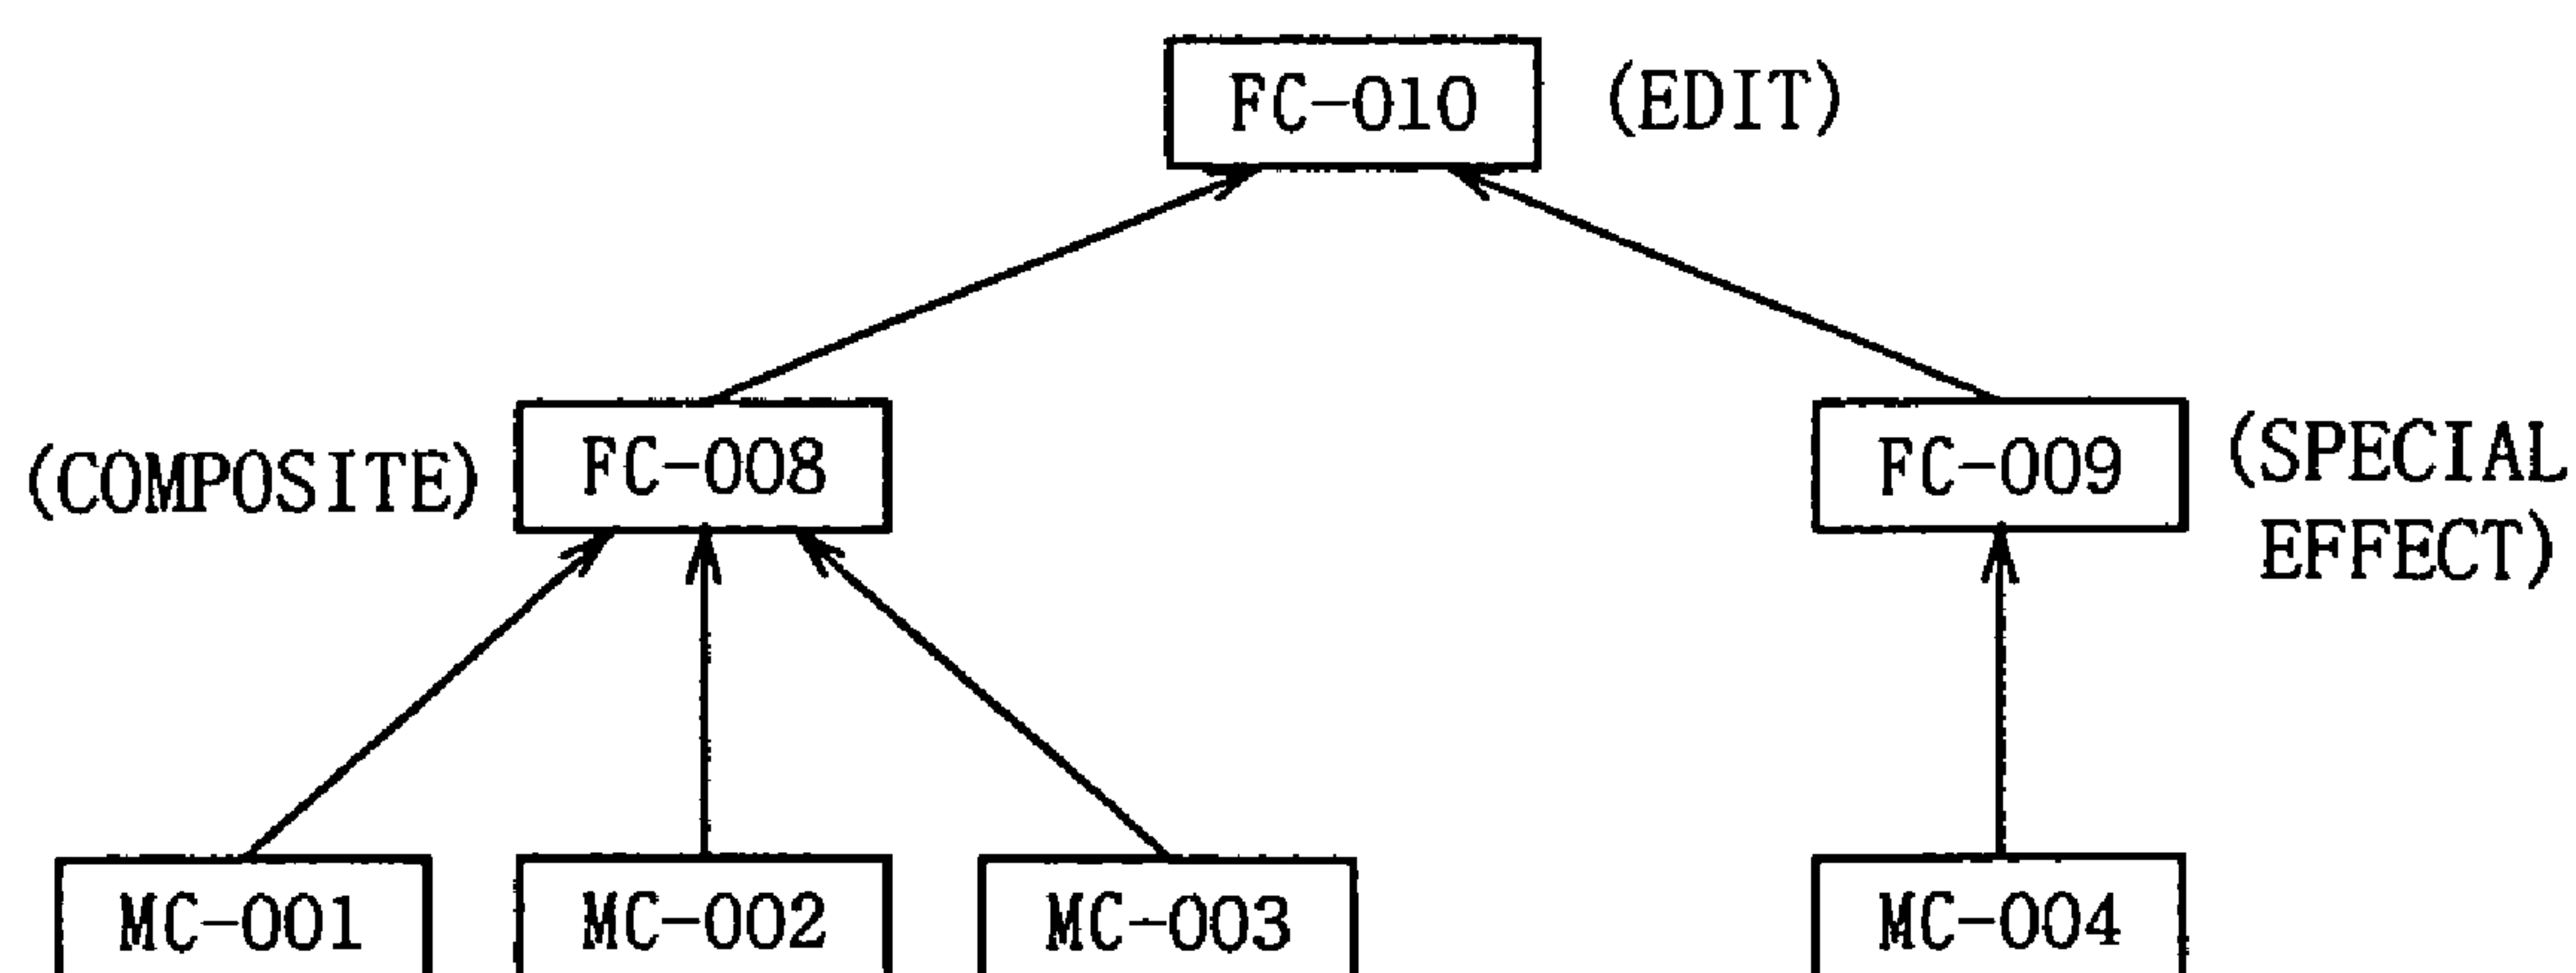 FC-010 (EDIT)
(COMPOSITE) FC-008 FC-009 (SPECIAL
EFFECT)
MC-001 MC-002 MC-003 MC-004